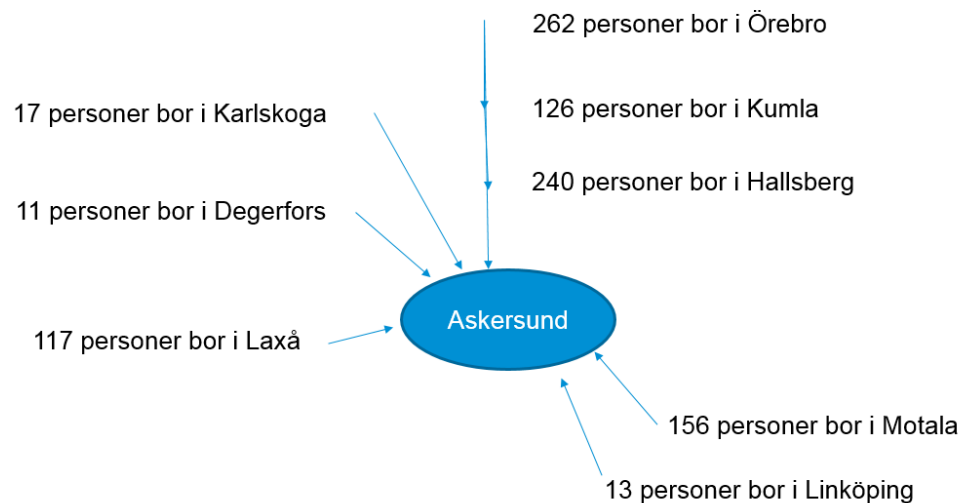 262 personer bor i Örebro
17 personer bor i Karlskoga
126 personer bor i Kumla
240 personer bor i Hallsberg
11 personer bor i Degerfors
Askersund
117 personer bor i Laxå
156 personer bor i Motala
13 personer bor i Linköping